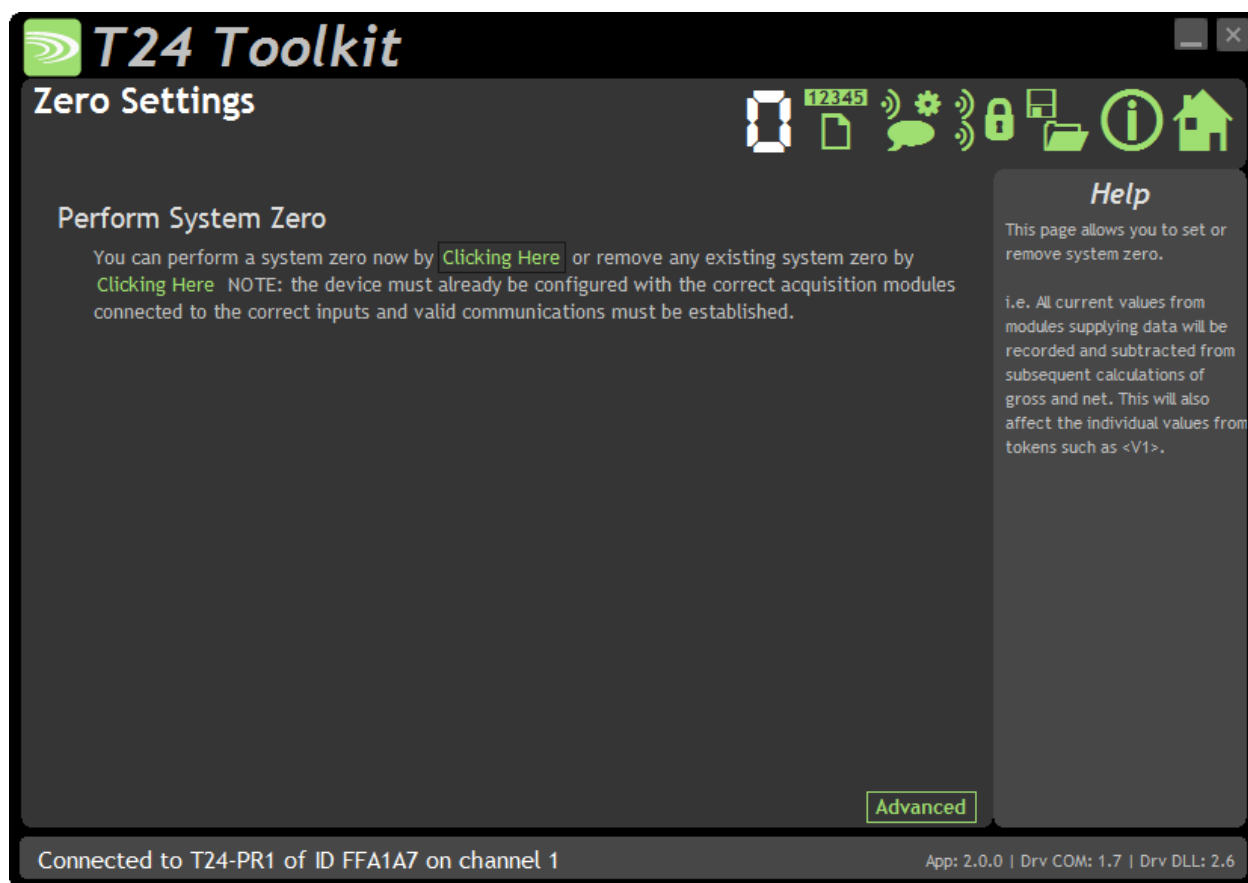 T24 Toolkit
Zero Settings
0
12345
Perform System Zero
You can perform a system zero now by Clicking Here or remove any existing system zero by
Clicking Here NOTE: the device must already be configured with the correct acquisition modules
connected to the correct inputs and valid communications must be established.
Advanced
Help
This page allows you to set or
remove system zero.
i.e. All current values from
modules supplying data will be
recorded and subtracted from
subsequent calculations of
gross and net. This will also
affect the individual values from
tokens such as <V1>.
Connected to T24-PR1 of ID FFA1A7 on channel 1
App: 2.0.0 | Drv COM: 1.7 | Drv DLL: 2.6